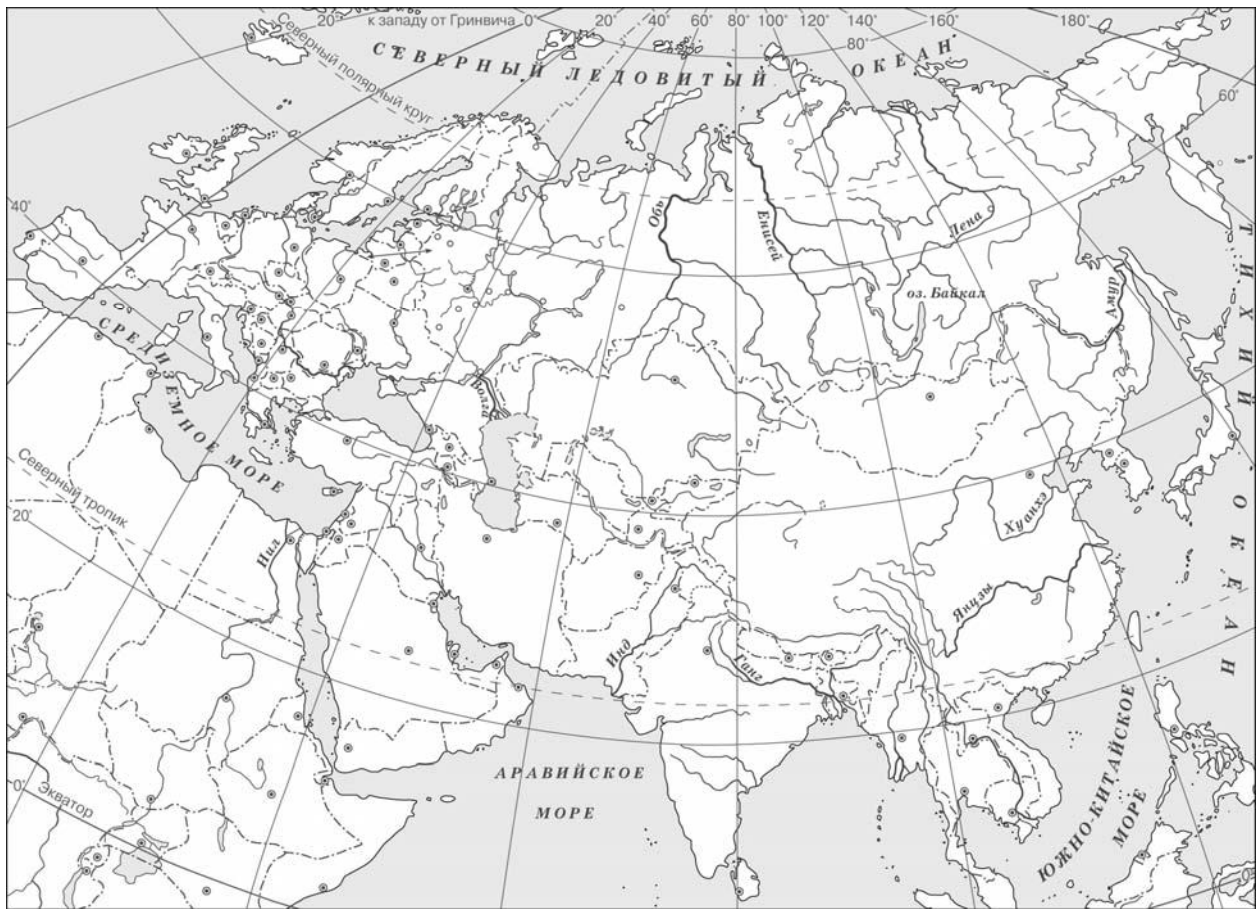 20°
к западу от Гринвича
0°
20°
40°
60°
80°
100°
120°
140°
160°
180°
80°
60°
СЕВЕРНЫЙ ЛЕДОВИТЫЙ ОКЕАН
Северный полярный круг
40°
Обь
Енисей
Лена
оз. Байкал
Амур
ТИХИЙ ОКЕАН
СРЕДИЗЕМНОЕ МОРЕ
Волга
Северный тропик
20°
Нил
Хуанхэ
Янцзы
Инд
Ганг
АРАВИЙСКОЕ
МОРЕ
ЮЖНО-КИТАЙСКОЕ
МОРЕ
0°
Экватор
0°